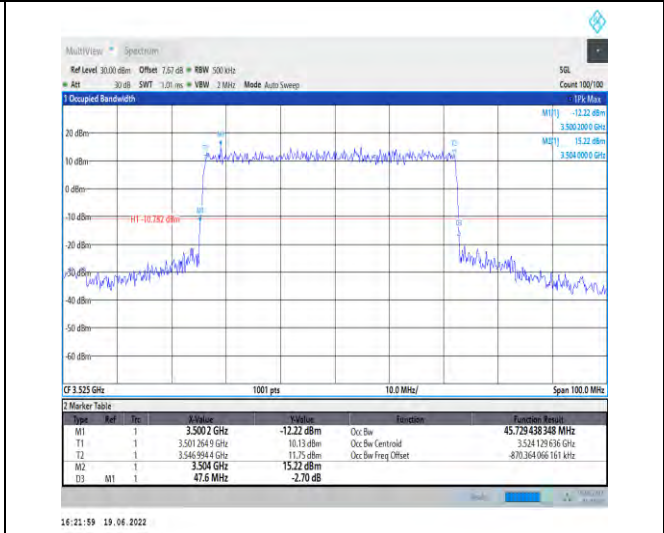 MultiView Spectrum
Ref Level 30.00 dBm Offset 7.57 dB RBW 500 kHz SGL
Att 30 dB SWT 1.01 ms VBW 2 MHz Mode Auto Sweep Count 100/100
1 Occupied Bandwidth 1Pk Max
M1[1] -12.22 dBm
3.500 200 0 GHz
M2[1] 15.22 dBm
3.504 000 0 GHz
20 dBm
10 dBm
0 dBm
-10 dBm
H1 -10.782 dBm
-20 dBm
-30 dBm
-40 dBm
-50 dBm
-60 dBm
CF 3.525 GHz 1001 pts 10.0 MHz/ Span 100.0 MHz
2 Marker Table
Type Ref Trc X-Value Y-Value Function Function Result
M1 1 3.500 2 GHz -12.22 dBm Occ Bw 45.729 438 348 MHz
T1 1 3.501 264 9 GHz 10.13 dBm Occ Bw Centroid 3.524 129 636 GHz
T2 1 3.546 994 4 GHz 11.75 dBm Occ Bw Freq Offset -870.364 066 161 kHz
M2 1 3.504 GHz 15.22 dBm
D3 M1 1 47.6 MHz -2.70 dB
16:21:59 19.06.2022